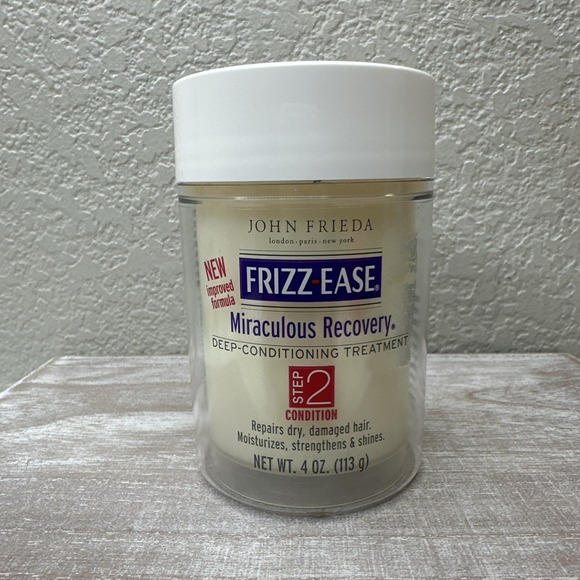 JOHN FRIEDA
london - paris - new york
NEW
improved
formula
FRIZZ-EASE®
Miraculous Recovery®
DEEP-CONDITIONING TREATMENT
STEP 2
CONDITION
Repairs dry, damaged hair.
Moisturizes, strengthens & shines.
NET WT. 4 OZ. (113 g)